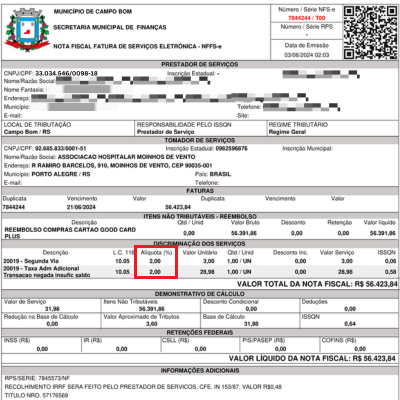 MUNICÍPIO DE CAMPO BOM
SECRETARIA MUNICIPAL DE FINANÇAS
NOTA FISCAL FATURA DE SERVIÇOS ELETRÔNICA - NFFS-e
Número / Série NFS-e
7844244 / T00
Número / Série RPS
-
Data de Emissão
03/06/2024 02:03
PRESTADOR DE SERVIÇOS
CNPJ/CPF: 33.034.546/0098-18 Inscrição Estadual: - Inscrição
Nome/Razão Social:
Nome Fantasia:
Endereço:
Município: Telefone:
E-mail: Site:
LOCAL DE TRIBUTAÇÃO RESPONSABILIDADE PELO ISSQN REGIME TRIBUTÁRIO
Campo Bom / RS Prestador de Serviço Regime Geral
TOMADOR DE SERVIÇOS
CNPJ/CPF: 92.685.833/0001-51 Inscrição Estadual: 0962596876 Inscrição Municipal:
Nome/Razão Social: ASSOCIACAO HOSPITALAR MOINHOS DE VENTO
Endereço: R RAMIRO BARCELOS, 910, MOINHOS DE VENTO, CEP 90035-001
Município: PORTO ALEGRE / RS País: BRASIL
E-mail: Telefone:
FATURAS
Duplicata Vencimento Valor Duplicata Vencimento Valor
7844244 21/06/2024 56.423,84
ITENS NÃO TRIBUTÁVEIS - REEMBOLSO
Descrição Qtd / Unid Valor Bruto Desconto Retenção Valor líquido
REEMBOLSO COMPRAS CARTAO GOOD CARD PLUS 0,00 56.391,86 0,00 0,00 56.391,86
DISCRIMINAÇÃO DOS SERVIÇOS
Descrição L.C. 116 Alíquota (%) Valor Unitário Qtd / Unid Desconto Inc. Valor Serviço ISSQN
20019 - Segunda Via 10.05 2,00 3,00 1,00 / UN 0,00 3,00 0,06
20019 - Taxa Adm Adicional 10.05 2,00 28,98 1,00 / UN 0,00 28,98 0,58
Transacao negada insufic saldo
VALOR TOTAL DA NOTA FISCAL: R$ 56.423,84
DEMONSTRATIVO DE CÁLCULO
Valor de Serviço Itens Não Tributáveis Desconto Condicional Deduções
31,98 56.391,86 0,00 0,00
Redução na Base de Cálculo Valor Aproximado de Tributos Base de Cálculo ISSQN
0,00 3,60 31,98 0,64
RETENÇÕES FEDERAIS
INSS (R$) IR (R$) CSLL (R$) PIS/PASEP (R$) COFINS (R$)
0,00 0,00 0,00 0,00 0,00
VALOR LÍQUIDO DA NOTA FISCAL: R$ 56.423,84
INFORMAÇÕES ADICIONAIS
RPS/SERIE: 7845573/NF
RECOLHIMENTO IRRF SERA FEITO PELO PRESTADOR DE SERVICOS, CFE. IN 153/87, VALOR R$0,48
TITULO NRO. 57176569